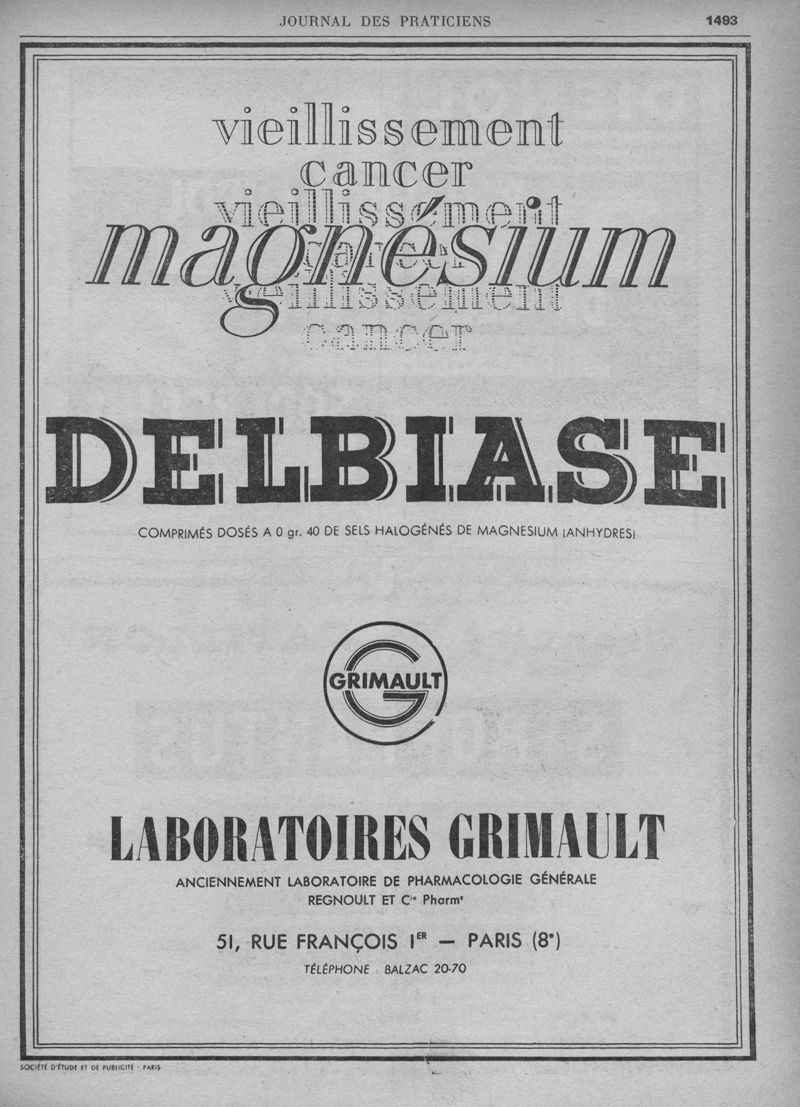 JOURNAL DES PRATICIENS 1493
vieillissement
cancer
vieillissement
magnésium
cancer
vieillissement
cancer
DELBIASE
COMPRIMÉS DOSÉS A 0 gr. 40 DE SELS HALOGÉNÉS DE MAGNESIUM (ANHYDRES)
GRIMAULT
LABORATOIRES GRIMAULT
ANCIENNEMENT LABORATOIRE DE PHARMACOLOGIE GÉNÉRALE
REGNOULT ET Cie Pharmns
51, RUE FRANÇOIS 1ER — PARIS (8e)
TÉLÉPHONE : BALZAC 20-70
SOCIÉTÉ D'ÉTUDE ET DE PUBLICITÉ - PARIS